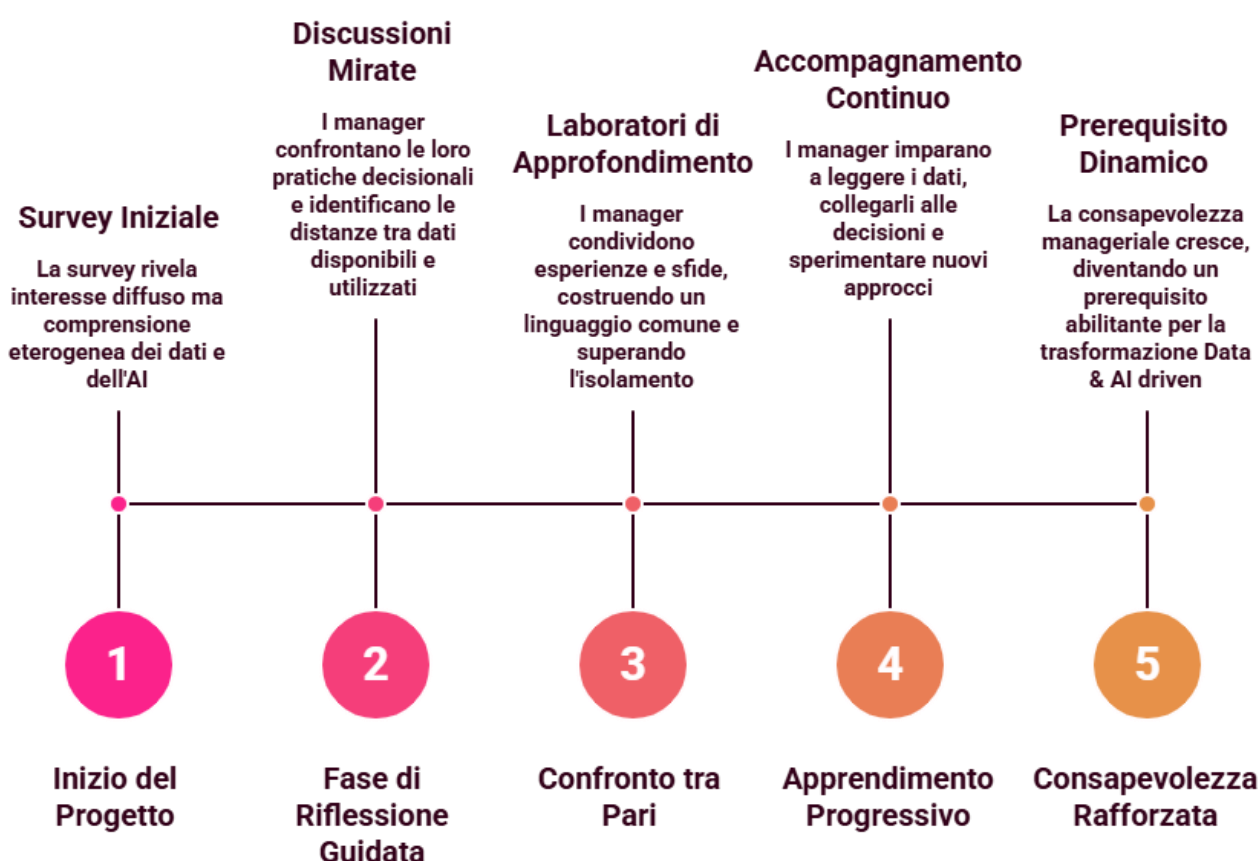 Survey Iniziale
La survey rivela
interesse diffuso ma
comprensione
eterogenea dei dati e
dell'AI
1
Inizio del
Progetto
Discussioni
Mirate
I manager
confrontano le loro
pratiche decisionali
e identificano le
distanze tra dati
disponibili e
utilizzati
2
Fase di
Riflessione
Guidata
Laboratori di
Approfondimento
I manager
condividono
esperienze e sfide,
costruendo un
linguaggio comune e
superando
l'isolamento
3
Confronto tra
Pari
Accompagnamento
Continuo
I manager imparano
a leggere i dati,
collegarli alle
decisioni e
sperimentare nuovi
approcci
4
Apprendimento
Progressivo
Prerequisito
Dinamico
La consapevolezza
manageriale cresce,
diventando un
prerequisito
abilitante per la
trasformazione Data
& AI driven
5
Consapevolezza
Rafforzata